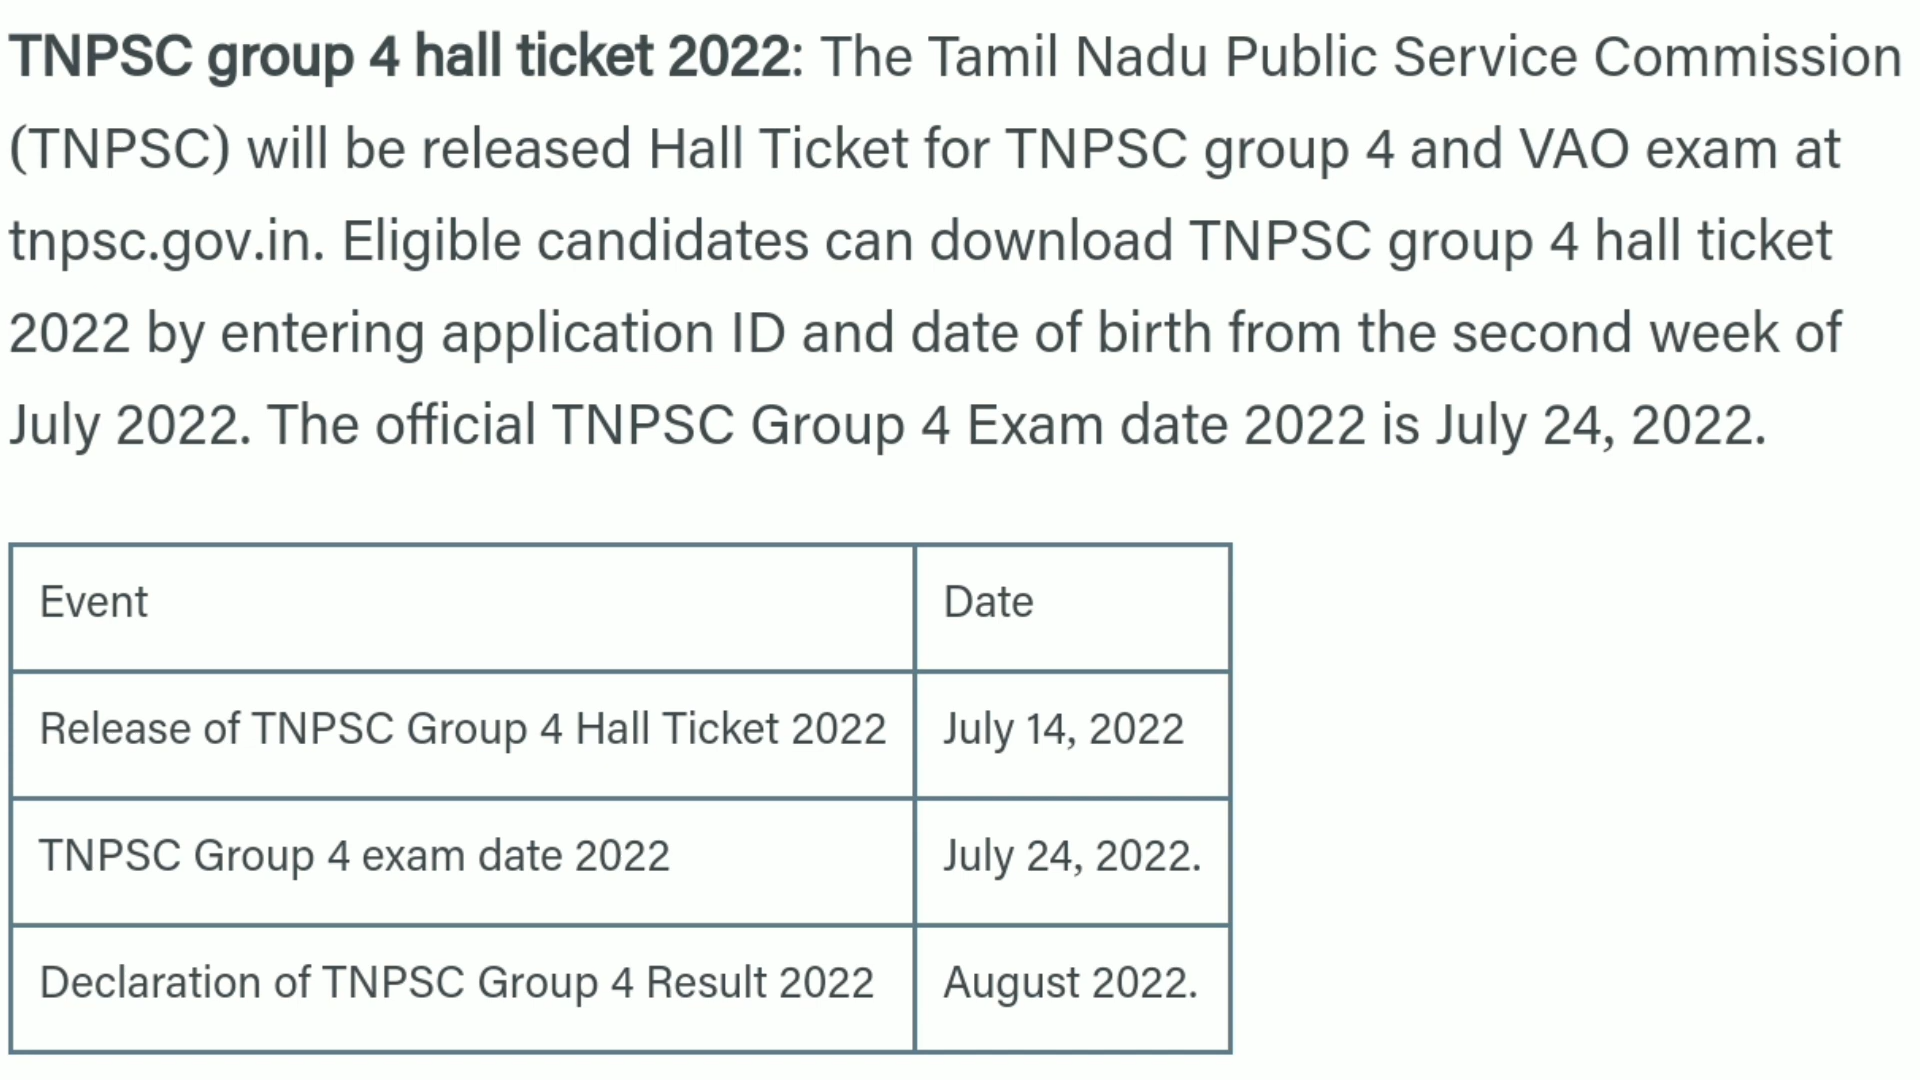 TNPSC group 4 hall ticket 2022: The Tamil Nadu Public Service Commission
(TNPSC) will be released Hall Ticket for TNPSC group 4 and VAO exam at
tnpsc.gov.in. Eligible candidates can download TNPSC group 4 hall ticket
2022 by entering application ID and date of birth from the second week of
July 2022. The official TNPSC Group 4 Exam date 2022 is July 24, 2022.
Event Date
Release of TNPSC Group 4 Hall Ticket 2022 July 14, 2022
TNPSC Group 4 exam date 2022 July 24, 2022.
Declaration of TNPSC Group 4 Result 2022 August 2022.